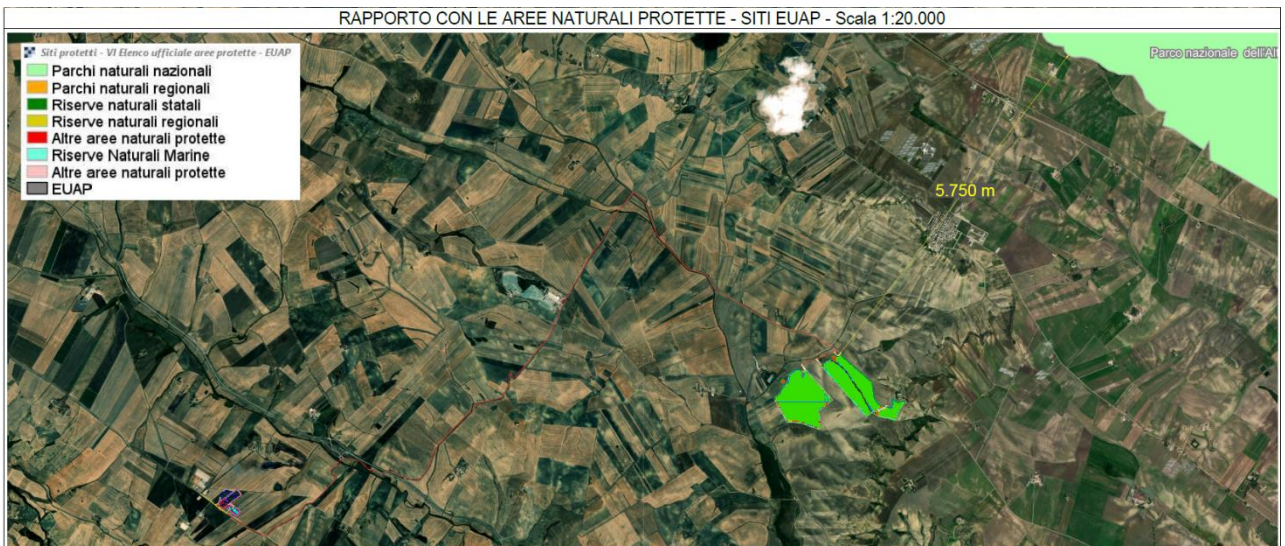 RAPPORTO CON LE AREE NATURALI PROTETTE - SITI EUAP - Scala 1:20.000
Siti protetti - VI Elenco ufficiale aree protette - EUAP
Parchi naturali nazionali
Parchi naturali regionali
Riserve naturali statali
Riserve naturali regionali
Altre aree naturali protette
Riserve Naturali Marine
Altre aree naturali protette
EUAP
Parco nazionale dell'Al
5.750 m